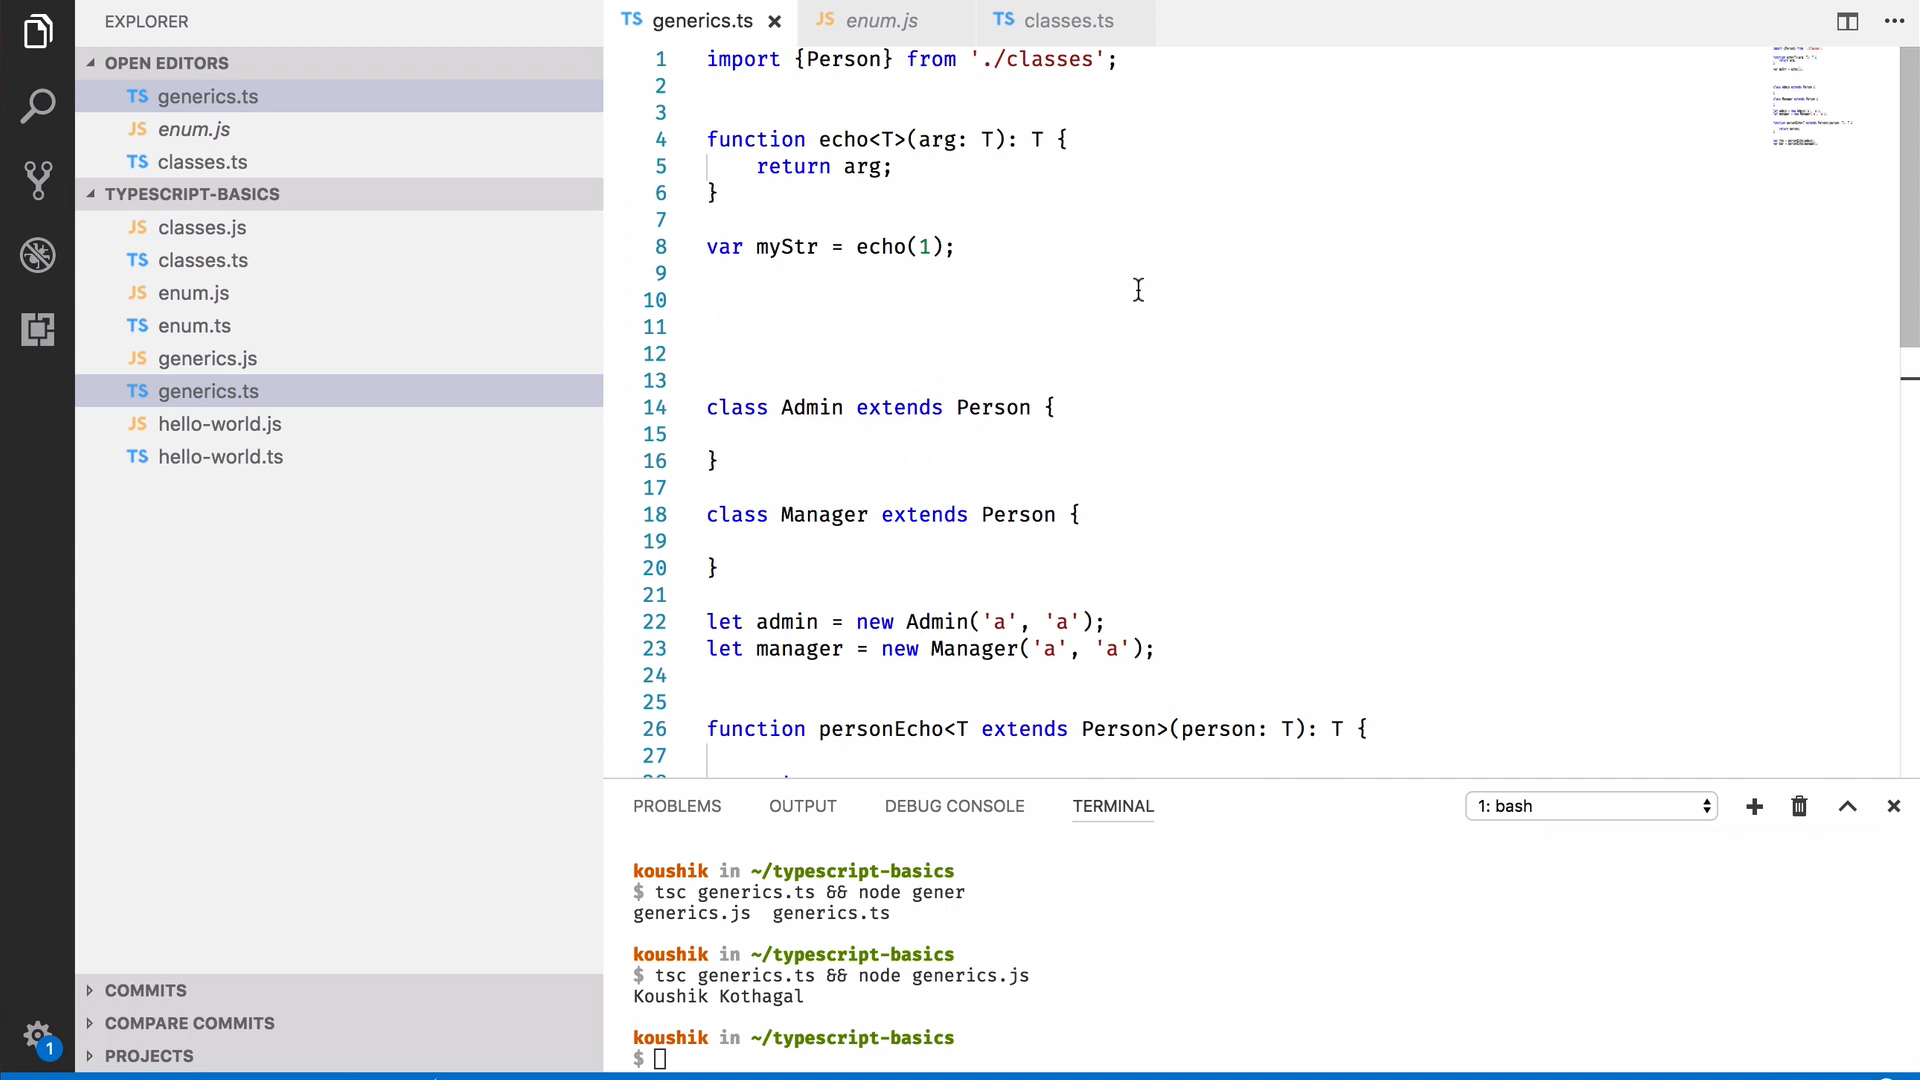 EXPLORER
OPEN EDITORS
TS generics.ts
JS enum.js
TS classes.ts
TYPESCRIPT-BASICS
JS classes.js
TS classes.ts
JS enum.js
TS enum.ts
JS generics.js
TS generics.ts
JS hello-world.js
TS hello-world.ts
COMMITS
COMPARE COMMITS
PROJECTS
1
TS generics.ts × JS enum.js TS classes.ts
1 import {Person} from './classes';
2
3
4 function echo<T>(arg: T): T {
5     return arg;
6 }
7
8 var myStr = echo(1);
9
10
11
12
13
14 class Admin extends Person {
15
16 }
17
18 class Manager extends Person {
19
20 }
21
22 let admin = new Admin('a', 'a');
23 let manager = new Manager('a', 'a');
24
25
26 function personEcho<T extends Person>(person: T): T {
27
PROBLEMS OUTPUT DEBUG CONSOLE TERMINAL 1: bash
koushik in ~/typescript-basics
$ tsc generics.ts && node gener
generics.js  generics.ts
koushik in ~/typescript-basics
$ tsc generics.ts && node generics.js
Koushik Kothagal
koushik in ~/typescript-basics
$